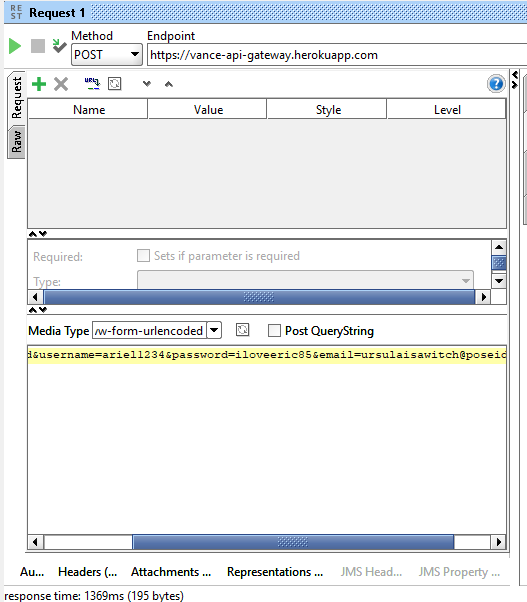 RE
ST
Request 1
Method
Endpoint
POST
https://vance-api-gateway.herokuapp.com
Request
Raw
Name Value Style Level
Required: Sets if parameter is required
Type:
Media Type /w-form-urlencoded Post QueryString
d&username=ariel1234&password=iloveeric85&email=ursulaisawitch@poseid
Au... Headers (... Attachments ... Representations ... JMS Head... JMS Property ...
response time: 1369ms (195 bytes)